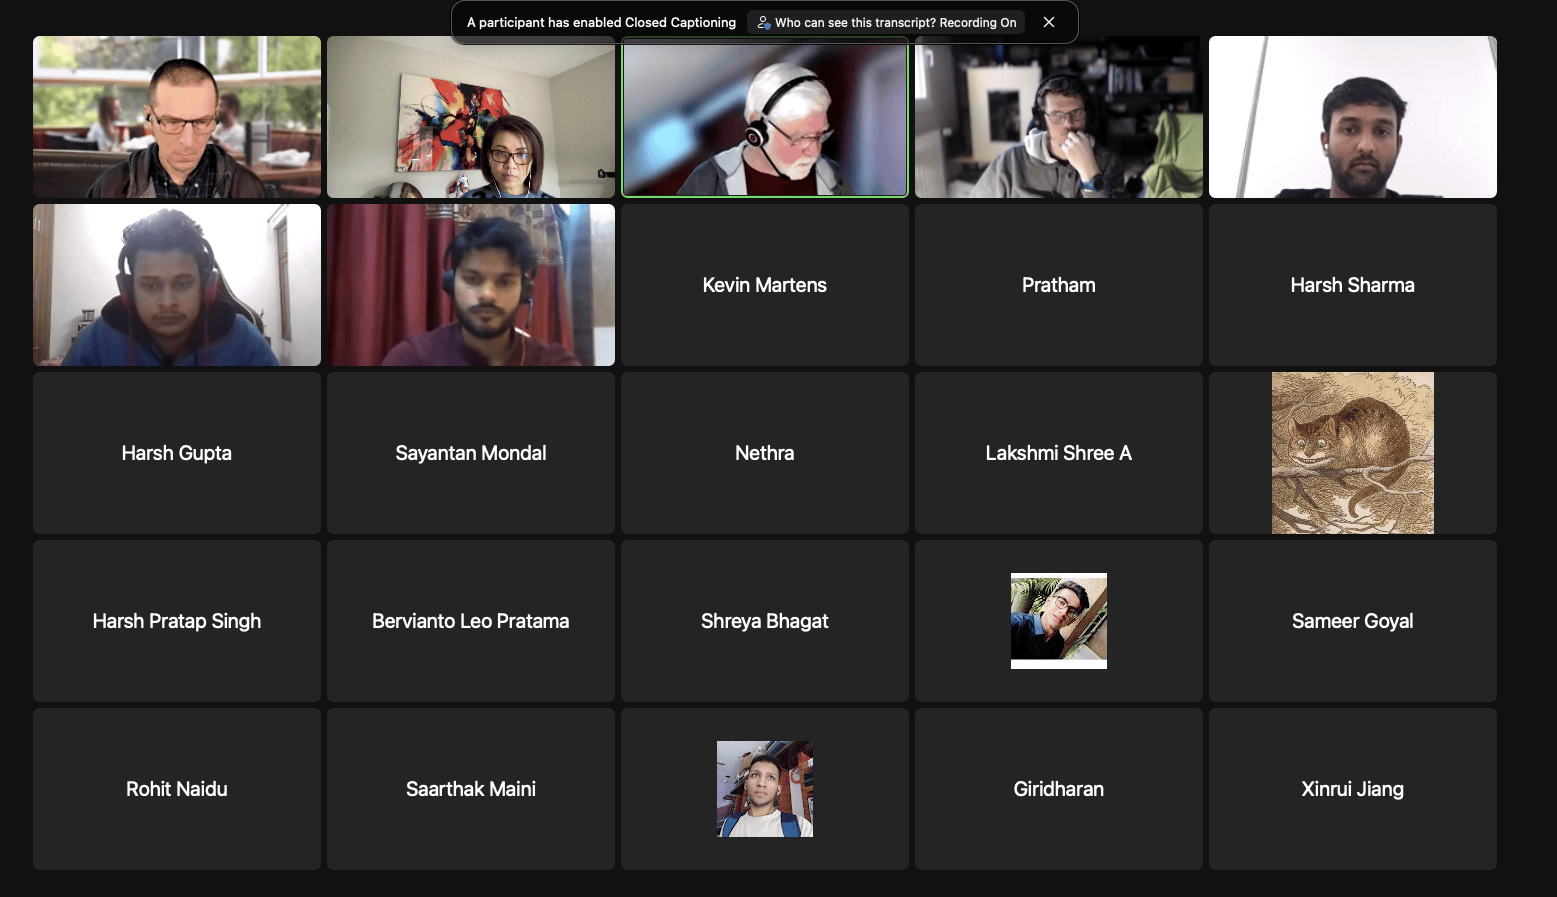 A participant has enabled Closed Captioning Who can see this transcript? Recording On
Kevin Martens
Pratham
Harsh Sharma
Harsh Gupta
Sayantan Mondal
Nethra
Lakshmi Shree A
Harsh Pratap Singh
Bervianto Leo Pratama
Shreya Bhagat
Sameer Goyal
Rohit Naidu
Saarthak Maini
Giridharan
Xinrui Jiang